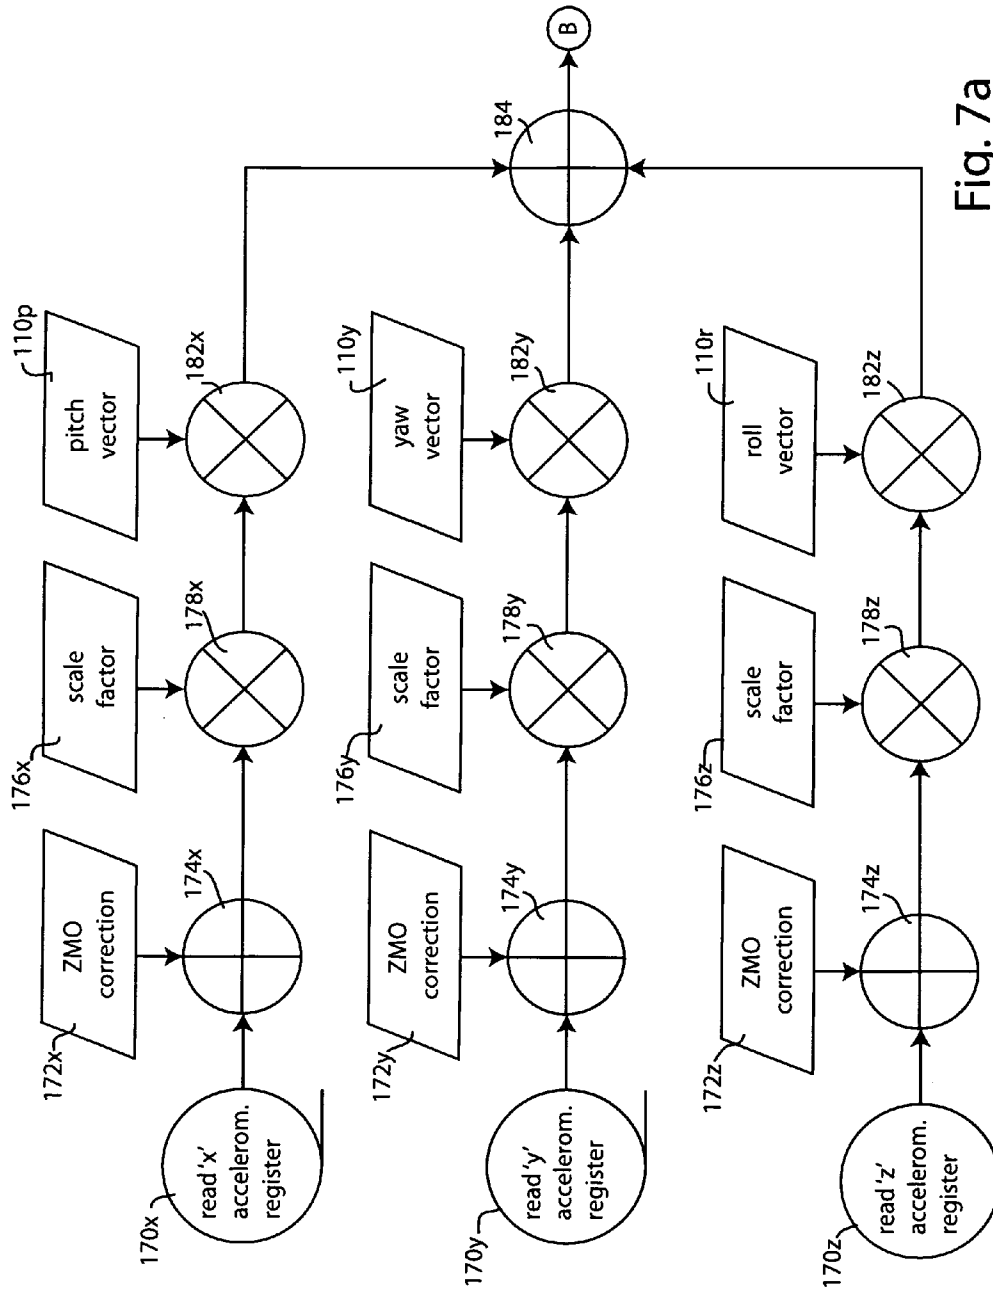 170x
read 'x'
accelerom.
register
172x
ZMO
correction
174x
176x
scale
factor
178x
110p
pitch
vector
182x
170y
read 'y'
accelerom.
register
172y
ZMO
correction
174y
176y
scale
factor
178y
110y
yaw
vector
182y
184
B
170z
read 'z'
accelerom.
register
172z
ZMO
correction
174z
176z
scale
factor
178z
110r
roll
vector
182z
Fig. 7a